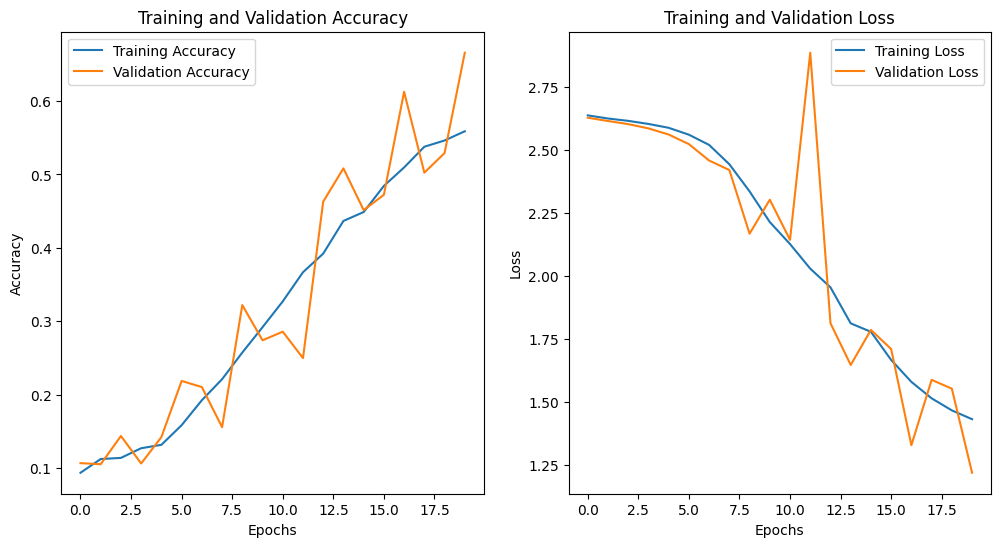 Training and Validation Accuracy
Training Accuracy
Validation Accuracy
Accuracy
0.6
0.5
0.4
0.3
0.2
0.1
0.0 2.5 5.0 7.5 10.0 12.5 15.0 17.5
Epochs
Training and Validation Loss
Training Loss
Validation Loss
Loss
2.75
2.50
2.25
2.00
1.75
1.50
1.25
0.0 2.5 5.0 7.5 10.0 12.5 15.0 17.5
Epochs